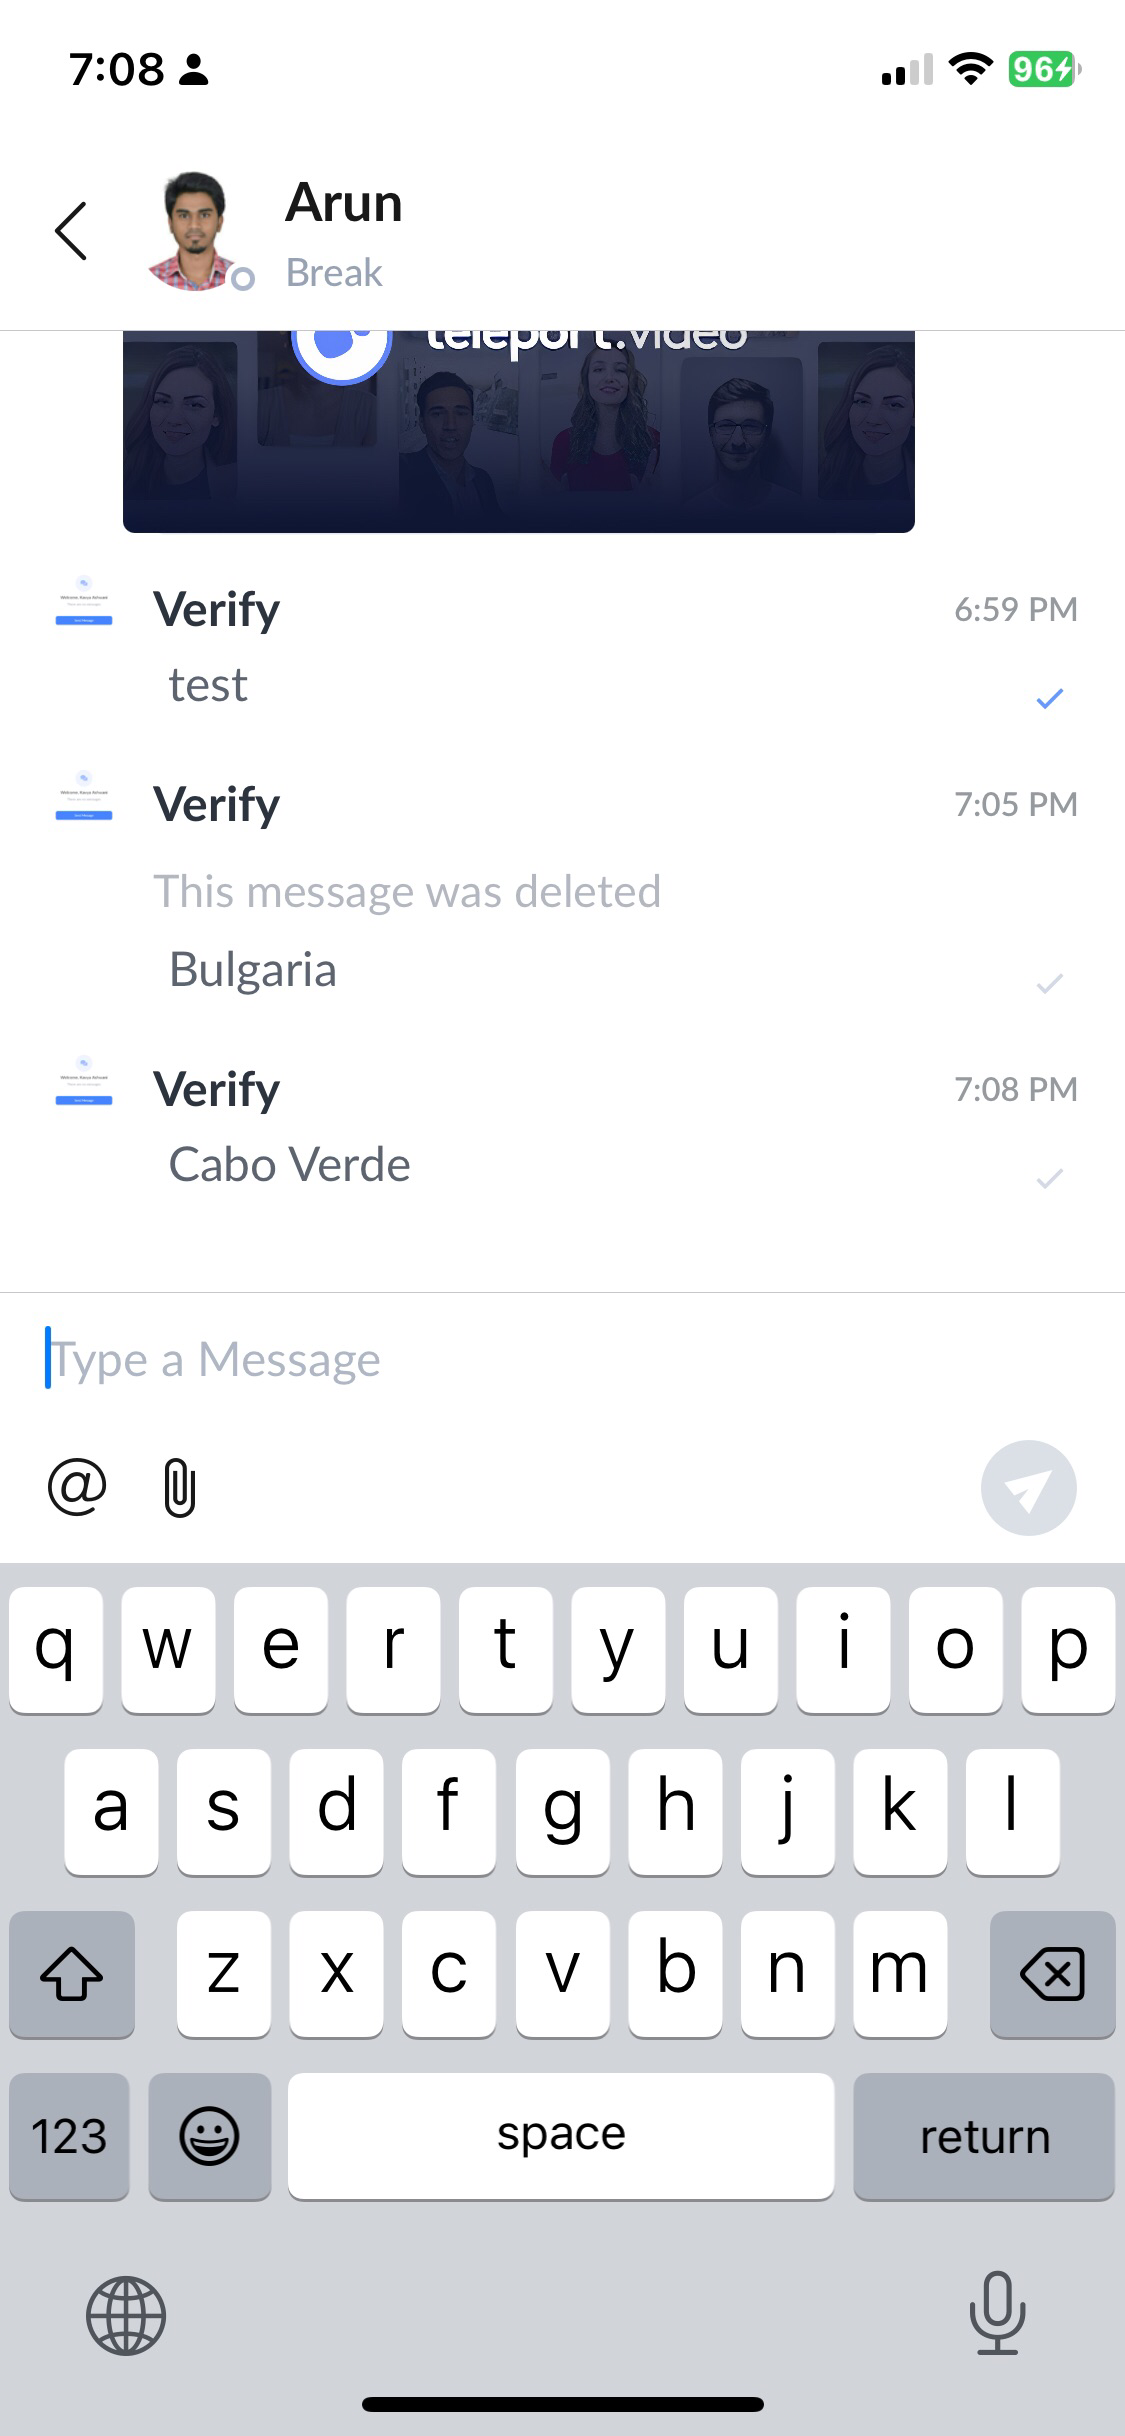 7:08
96
Arun
Break
teleport.video
Verify
6:59 PM
test
Verify
7:05 PM
This message was deleted
Bulgaria
Verify
7:08 PM
Cabo Verde
Type a Message
@
q w e r t y u i o p
a s d f g h j k l
z x c v b n m
123
space
return